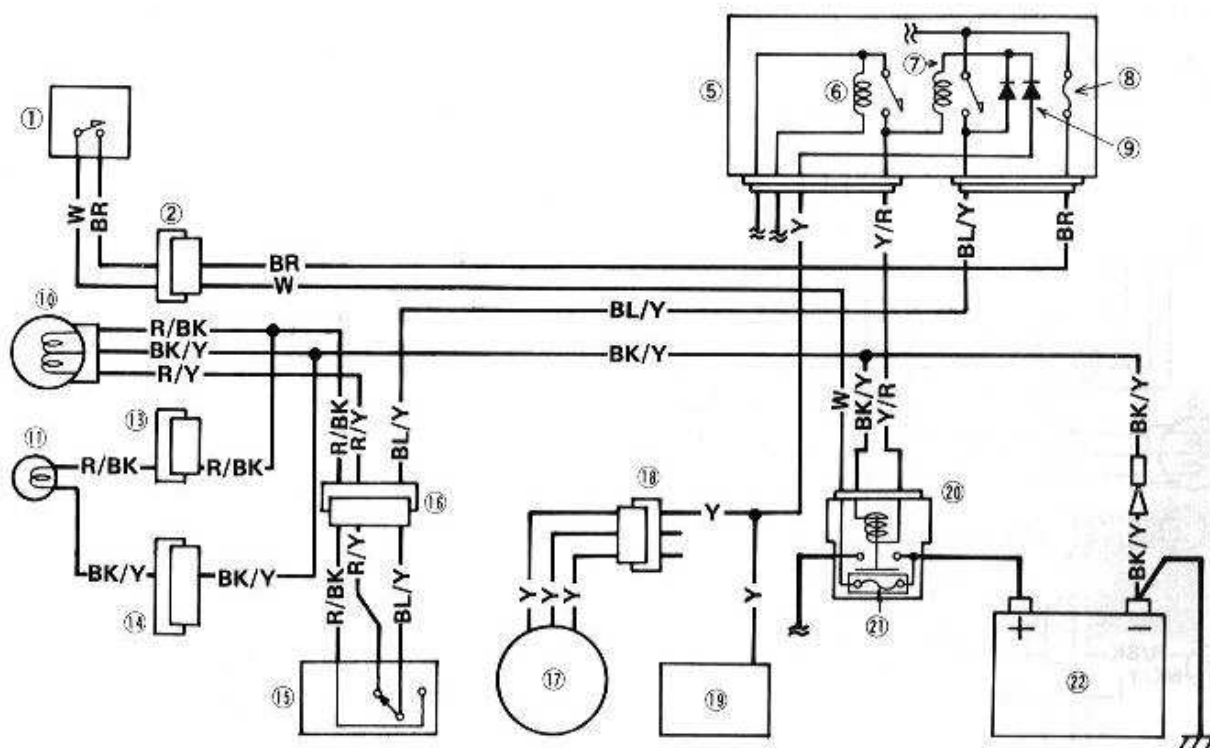 ①
W
BR
②
BR
W
⑤
⑥
⑦
⑧
⑨
Y
Y/R
BL/Y
BR
⑩
R/BK
BK/Y
R/Y
BL/Y
BK/Y
⑪
⑬
R/BK
R/BK
BK/Y
⑭
BK/Y
R/BK
R/Y
BL/Y
⑯
R/BK
R/Y
BL/Y
⑮
⑱
Y
Y
Y
Y
Y
⑰
⑲
W
BK/Y
Y/R
⑳
㉑
BK/Y
BK/Y
+
−
㉒